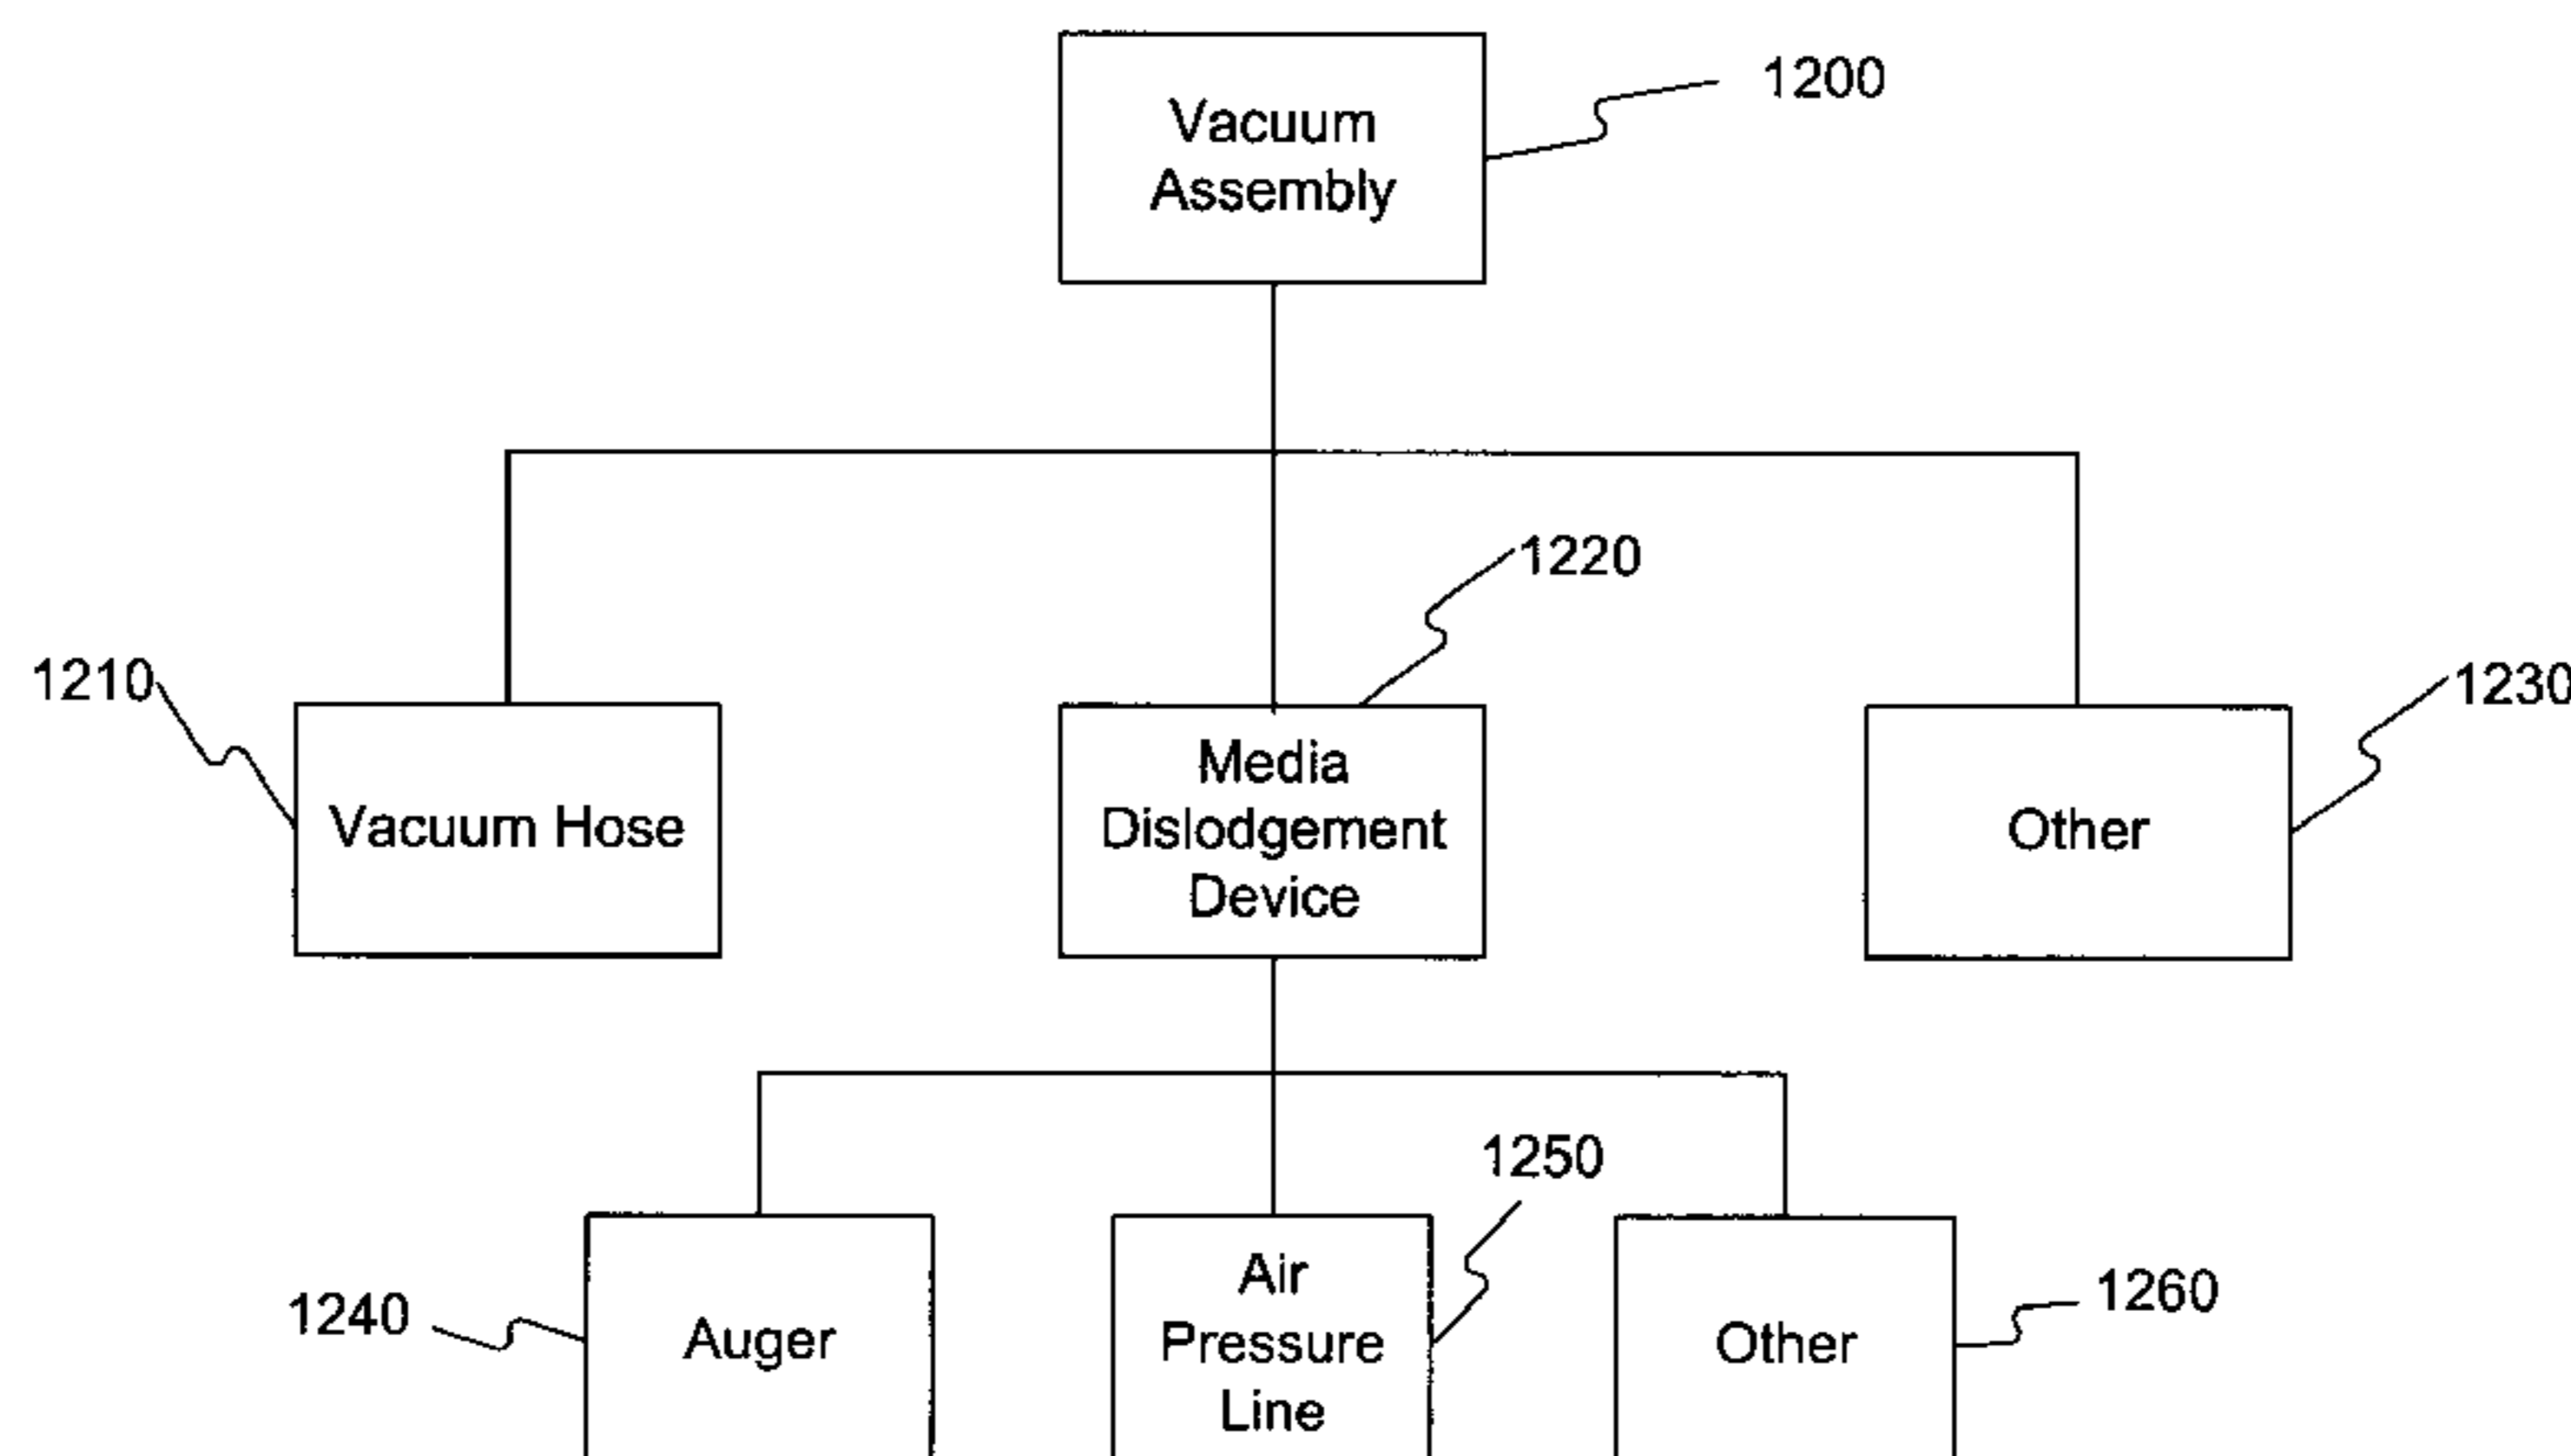 Vacuum
Assembly
1200
1220
1210
1230
Vacuum Hose
Media
Dislodgement
Device
Other
1250
1240
Auger
Air
Pressure
Line
Other
1260